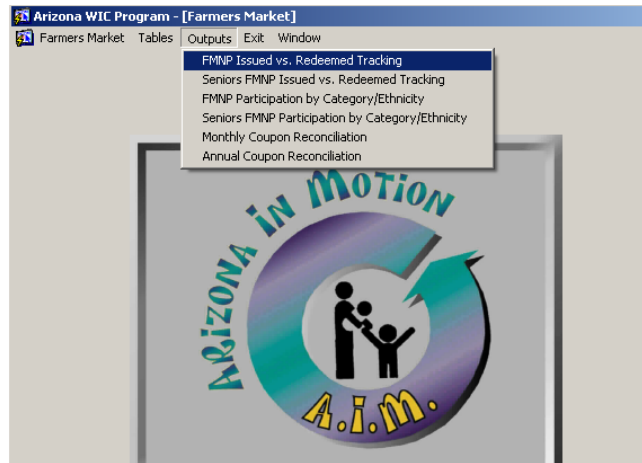 Arizona WIC Program - [Farmers Market]
Farmers Market Tables Outputs Exit Window
FMNP Issued vs. Redeemed Tracking
Seniors FMNP Issued vs. Redeemed Tracking
FMNP Participation by Category/Ethnicity
Seniors FMNP Participation by Category/Ethnicity
Monthly Coupon Reconciliation
Annual Coupon Reconciliation
ARiZONA iN MOTiON
A.i.M.